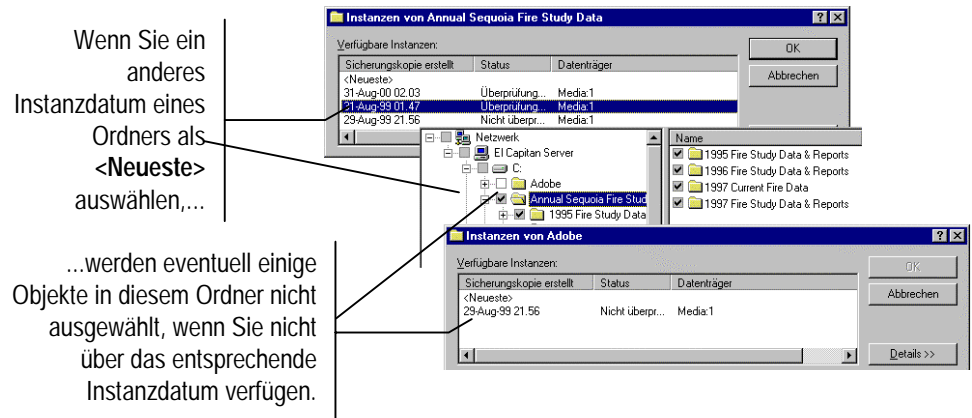 Wenn Sie ein
anderes
Instanzdatum eines
Ordners als
<Neueste>
auswählen,...
...werden eventuell einige
Objekte in diesem Ordner nicht
ausgewählt, wenn Sie nicht
über das entsprechende
Instanzdatum verfügen.
Instanzen von Annual Sequoia Fire Study Data
Verfügbare Instanzen:
Sicherungskopie erstellt Status Datenträger
<Neueste>
31-Aug-00 02.03 Überprüfung... Media:1
31-Aug-99 01.47 Überprüfung... Media:1
29-Aug-99 21.56 Nicht überpr... Media:1
OK
Abbrechen
Netzwerk
El Capitan Server
C:
Adobe
Annual Sequoia Fire Stud
1995 Fire Study Data
Name
1995 Fire Study Data & Reports
1996 Fire Study Data & Reports
1997 Current Fire Data
1997 Fire Study Data & Reports
Instanzen von Adobe
Verfügbare Instanzen:
Sicherungskopie erstellt Status Datenträger
<Neueste>
29-Aug-99 21.56 Nicht überpr... Media:1
OK
Abbrechen
Details >>